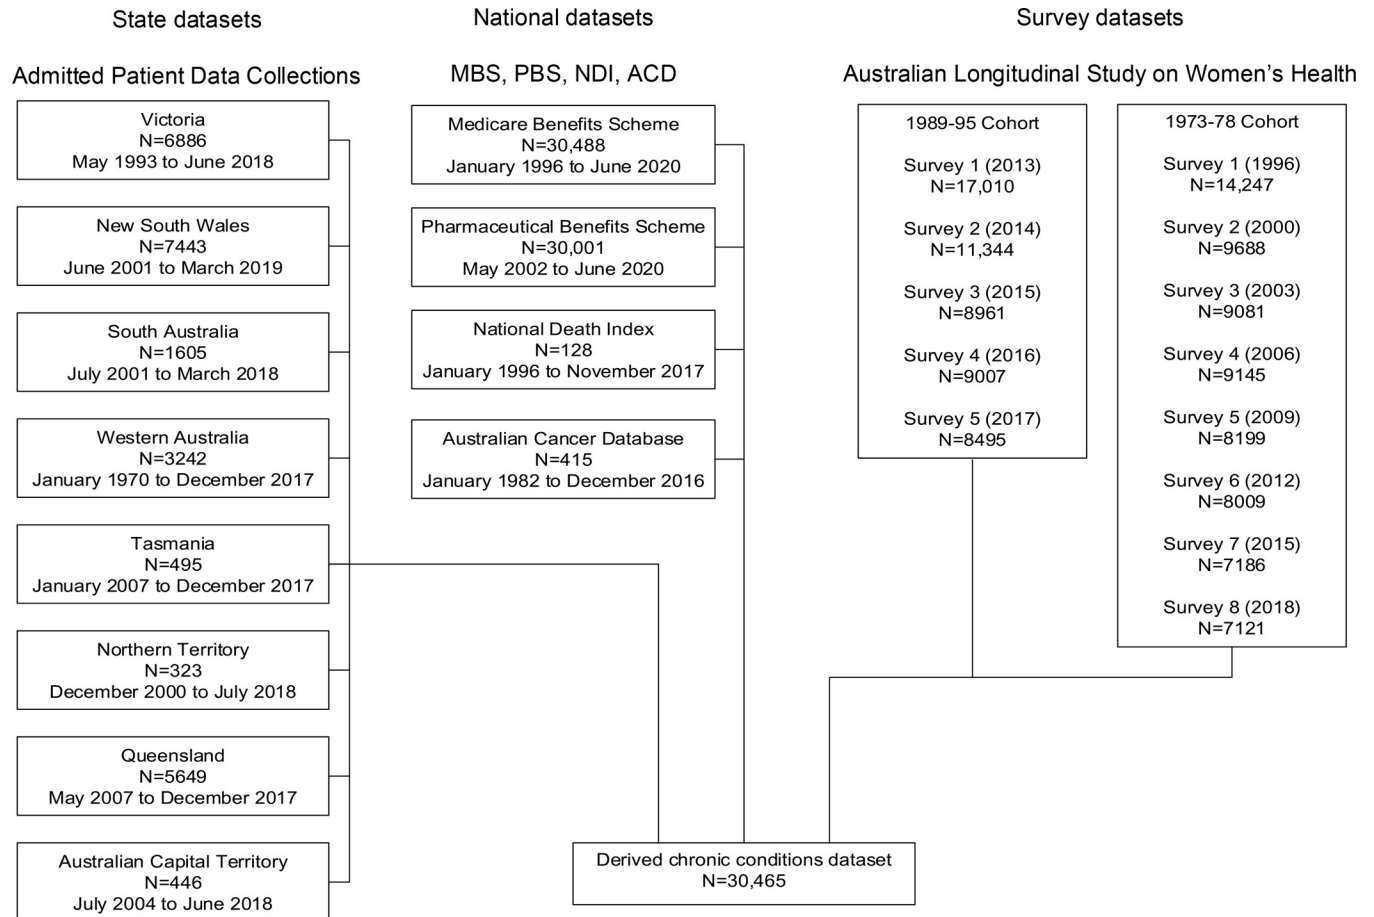 State datasets
Admitted Patient Data Collections
Victoria
N=6886
May 1993 to June 2018
New South Wales
N=7443
June 2001 to March 2019
South Australia
N=1605
July 2001 to March 2018
Western Australia
N=3242
January 1970 to December 2017
Tasmania
N=495
January 2007 to December 2017
Northern Territory
N=323
December 2000 to July 2018
Queensland
N=5649
May 2007 to December 2017
Australian Capital Territory
N=446
July 2004 to June 2018
National datasets
MBS, PBS, NDI, ACD
Medicare Benefits Scheme
N=30,488
January 1996 to June 2020
Pharmaceutical Benefits Scheme
N=30,001
May 2002 to June 2020
National Death Index
N=128
January 1996 to November 2017
Australian Cancer Database
N=415
January 1982 to December 2016
Survey datasets
Australian Longitudinal Study on Women's Health
1989-95 Cohort
Survey 1 (2013)
N=17,010
Survey 2 (2014)
N=11,344
Survey 3 (2015)
N=8961
Survey 4 (2016)
N=9007
Survey 5 (2017)
N=8495
1973-78 Cohort
Survey 1 (1996)
N=14,247
Survey 2 (2000)
N=9688
Survey 3 (2003)
N=9081
Survey 4 (2006)
N=9145
Survey 5 (2009)
N=8199
Survey 6 (2012)
N=8009
Survey 7 (2015)
N=7186
Survey 8 (2018)
N=7121
Derived chronic conditions dataset
N=30,465